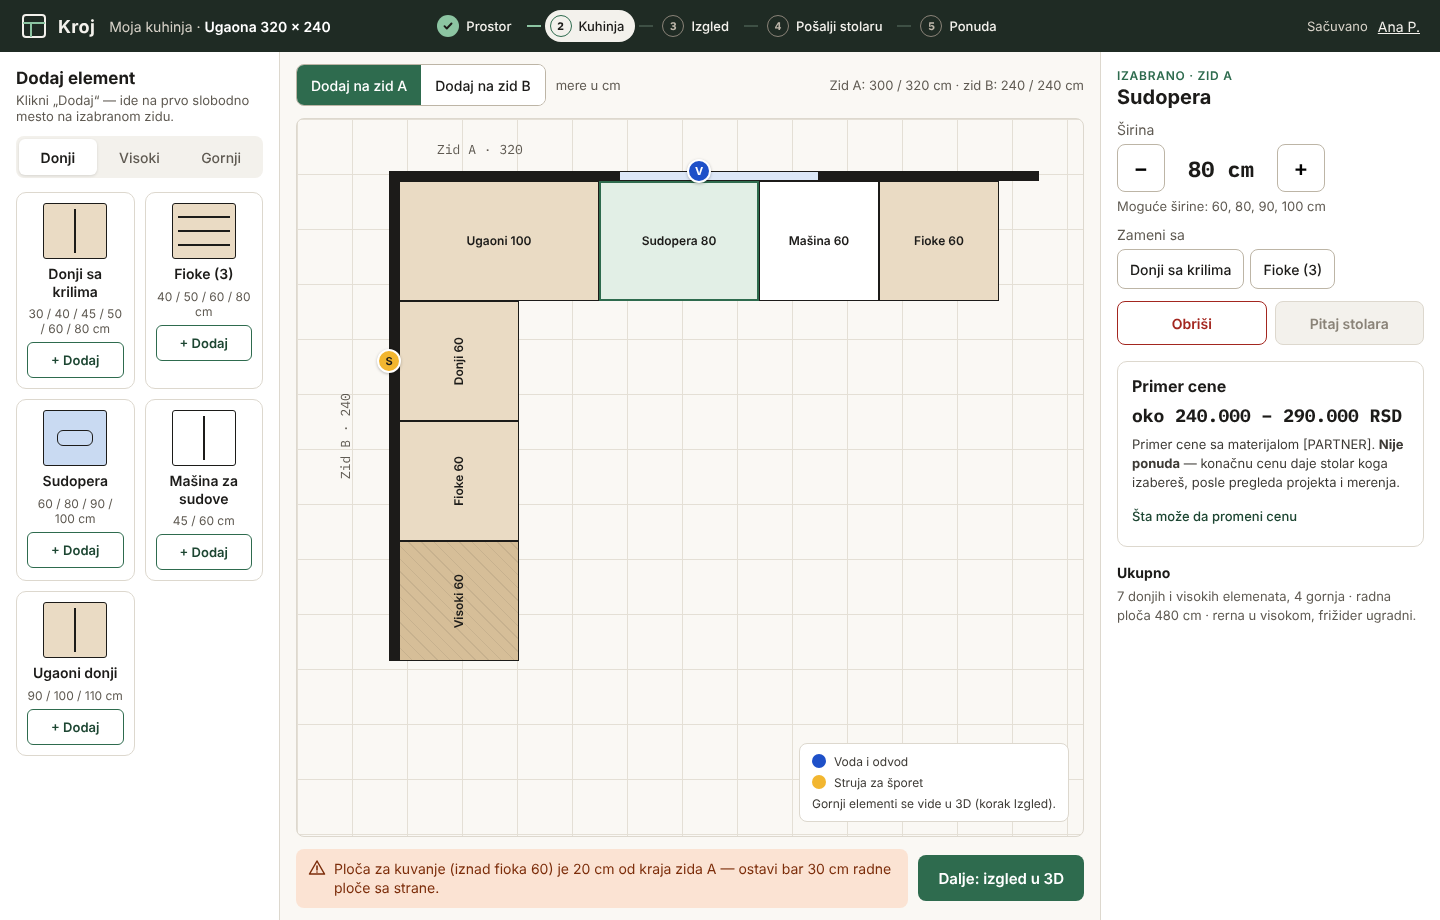 Kroj
Moja kuhinja · Ugaona 320 × 240
Prostor
2 Kuhinja
3 Izgled
4 Pošalji stolaru
5 Ponuda
Sačuvano Ana P.
Dodaj element
Klikni „Dodaj“ — ide na prvo slobodno
mesto na izabranom zidu.
Donji Visoki Gornji
Donji sa
krilima
30 / 40 / 45 / 50
/ 60 / 80 cm
+ Dodaj
Fioke (3)
40 / 50 / 60 / 80
cm
+ Dodaj
Sudopera
60 / 80 / 90 /
100 cm
+ Dodaj
Mašina za
sudove
45 / 60 cm
+ Dodaj
Ugaoni donji
90 / 100 / 110 cm
+ Dodaj
Dodaj na zid A Dodaj na zid B mere u cm
Zid A: 300 / 320 cm · zid B: 240 / 240 cm
Zid A · 320
V
Ugaoni 100
Sudopera 80
Mašina 60
Fioke 60
S
Donji 60
Zid B · 240
Fioke 60
Visoki 60
Voda i odvod
Struja za šporet
Gornji elementi se vide u 3D (korak Izgled).
Ploča za kuvanje (iznad fioka 60) je 20 cm od kraja zida A — ostavi bar 30 cm radne
ploče sa strane.
Dalje: izgled u 3D
IZABRANO · ZID A
Sudopera
Širina
− 80 cm +
Moguće širine: 60, 80, 90, 100 cm
Zameni sa
Donji sa krilima Fioke (3)
Obriši Pitaj stolara
Primer cene
oko 240.000 – 290.000 RSD
Primer cene sa materijalom [PARTNER]. Nije
ponuda — konačnu cenu daje stolar koga
izabereš, posle pregleda projekta i merenja.
Šta može da promeni cenu
Ukupno
7 donjih i visokih elemenata, 4 gornja · radna
ploča 480 cm · rerna u visokom, frižider ugradni.